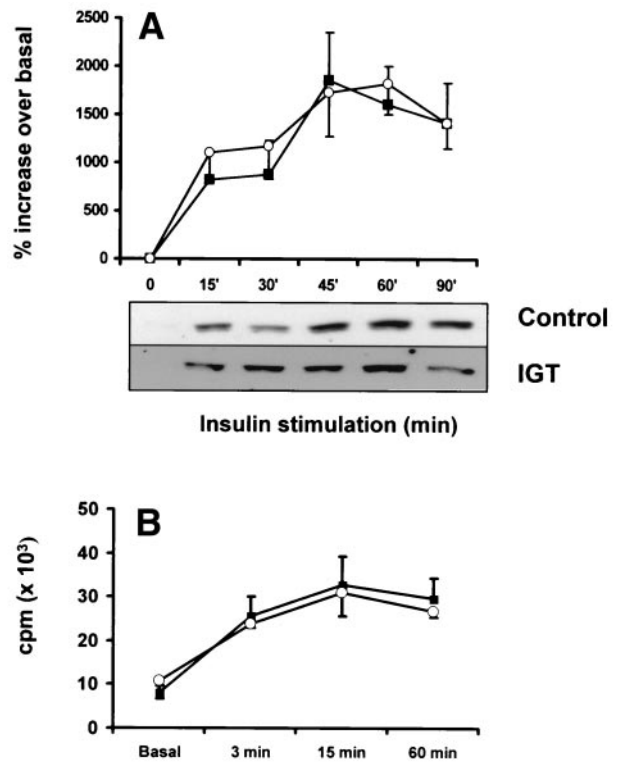 A
% increase over basal
2500
2000
1500
1000
500
0
0 15' 30' 45' 60' 90'
Control
IGT
Insulin stimulation (min)
B
cpm (x 10³)
50
40
30
20
10
0
Basal 3 min 15 min 60 min